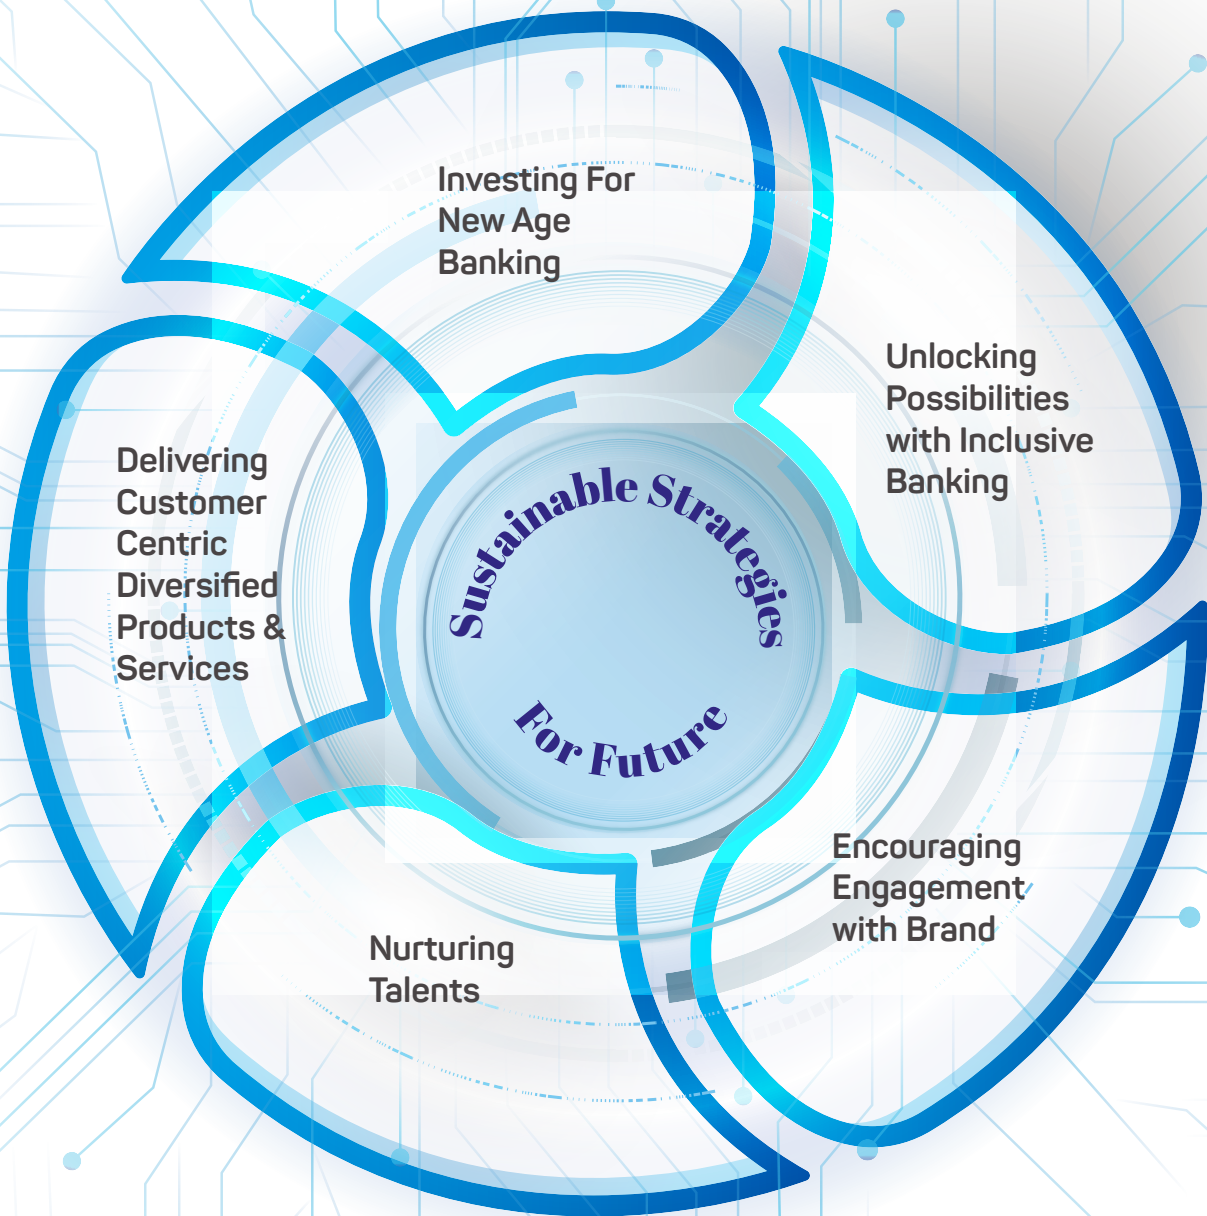 Investing For
New Age
Banking
Unlocking
Possibilities
with Inclusive
Banking
Delivering
Customer
Centric
Diversified
Products &
Services
Sustainable Strategies
For Future
Encouraging
Engagement
with Brand
Nurturing
Talents